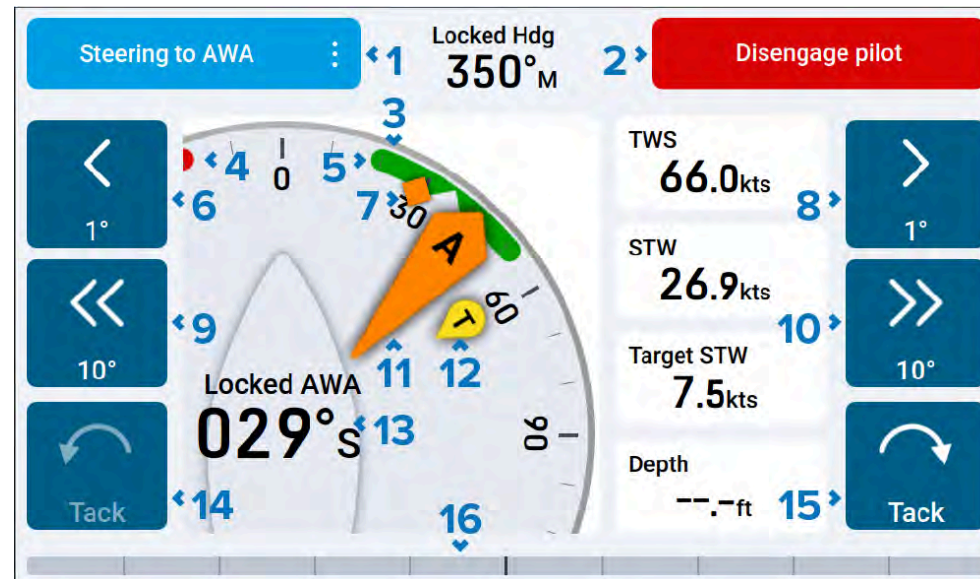 Steering to AWA
1
Locked Hdg
350°M
2
Disengage pilot
3
4
0
5
6
1°
7
30
A
TWS
66.0kts
8
1°
STW
26.9kts
60
T
9
10°
10
10°
11
12
Target STW
7.5kts
Locked AWA
029°S
13
90
Depth
--.-ft
14
Tack
15
Tack
16